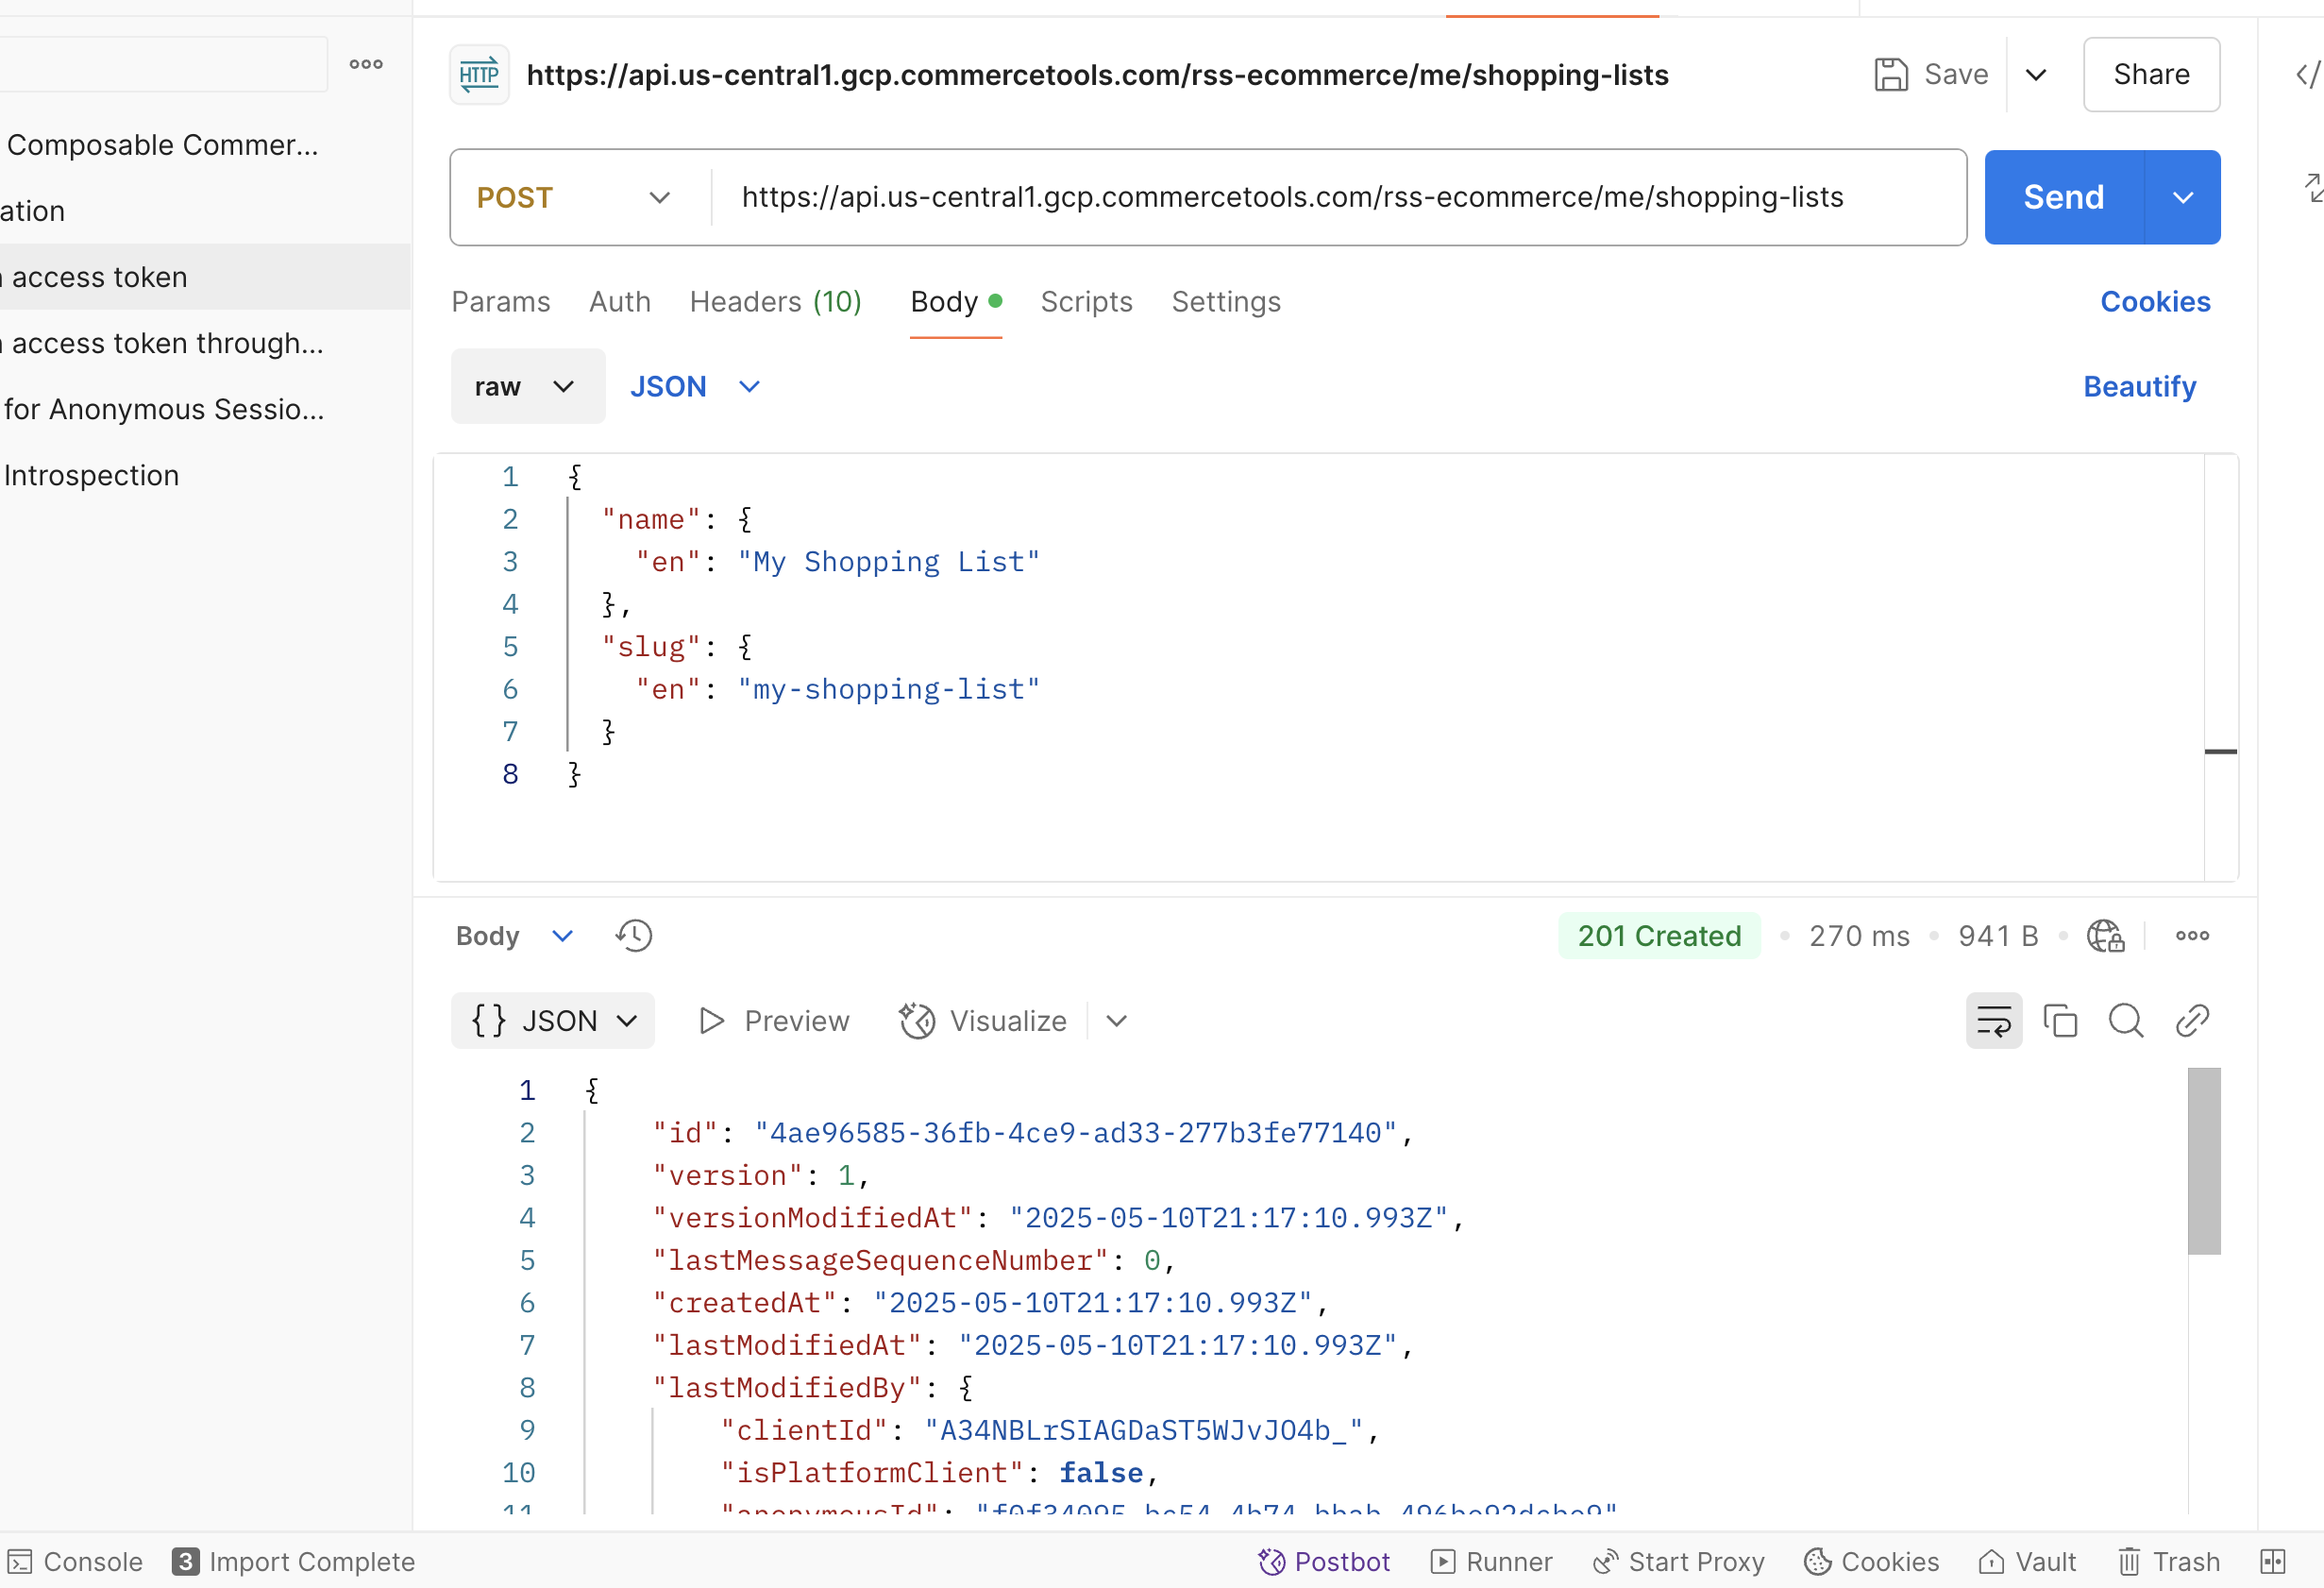 HTTP https://api.us-central1.gcp.commercetools.com/rss-ecommerce/me/shopping-lists Save Share
Composable Commer...
ation
access token
access token through...
for Anonymous Sessio...
Introspection
POST https://api.us-central1.gcp.commercetools.com/rss-ecommerce/me/shopping-lists Send
Params Auth Headers (10) Body Scripts Settings Cookies
raw JSON Beautify
1 {
2 "name": {
3 "en": "My Shopping List"
4 },
5 "slug": {
6 "en": "my-shopping-list"
7 }
8 }
Body 201 Created • 270 ms • 941 B
{} JSON Preview Visualize
1 {
2 "id": "4ae96585-36fb-4ce9-ad33-277b3fe77140",
3 "version": 1,
4 "versionModifiedAt": "2025-05-10T21:17:10.993Z",
5 "lastMessageSequenceNumber": 0,
6 "createdAt": "2025-05-10T21:17:10.993Z",
7 "lastModifiedAt": "2025-05-10T21:17:10.993Z",
8 "lastModifiedBy": {
9 "clientId": "A34NBLrSIAGDaST5WJvJO4b_",
10 "isPlatformClient": false,
11 "anonymousId":
Console 3 Import Complete Postbot Runner Start Proxy Cookies Vault Trash